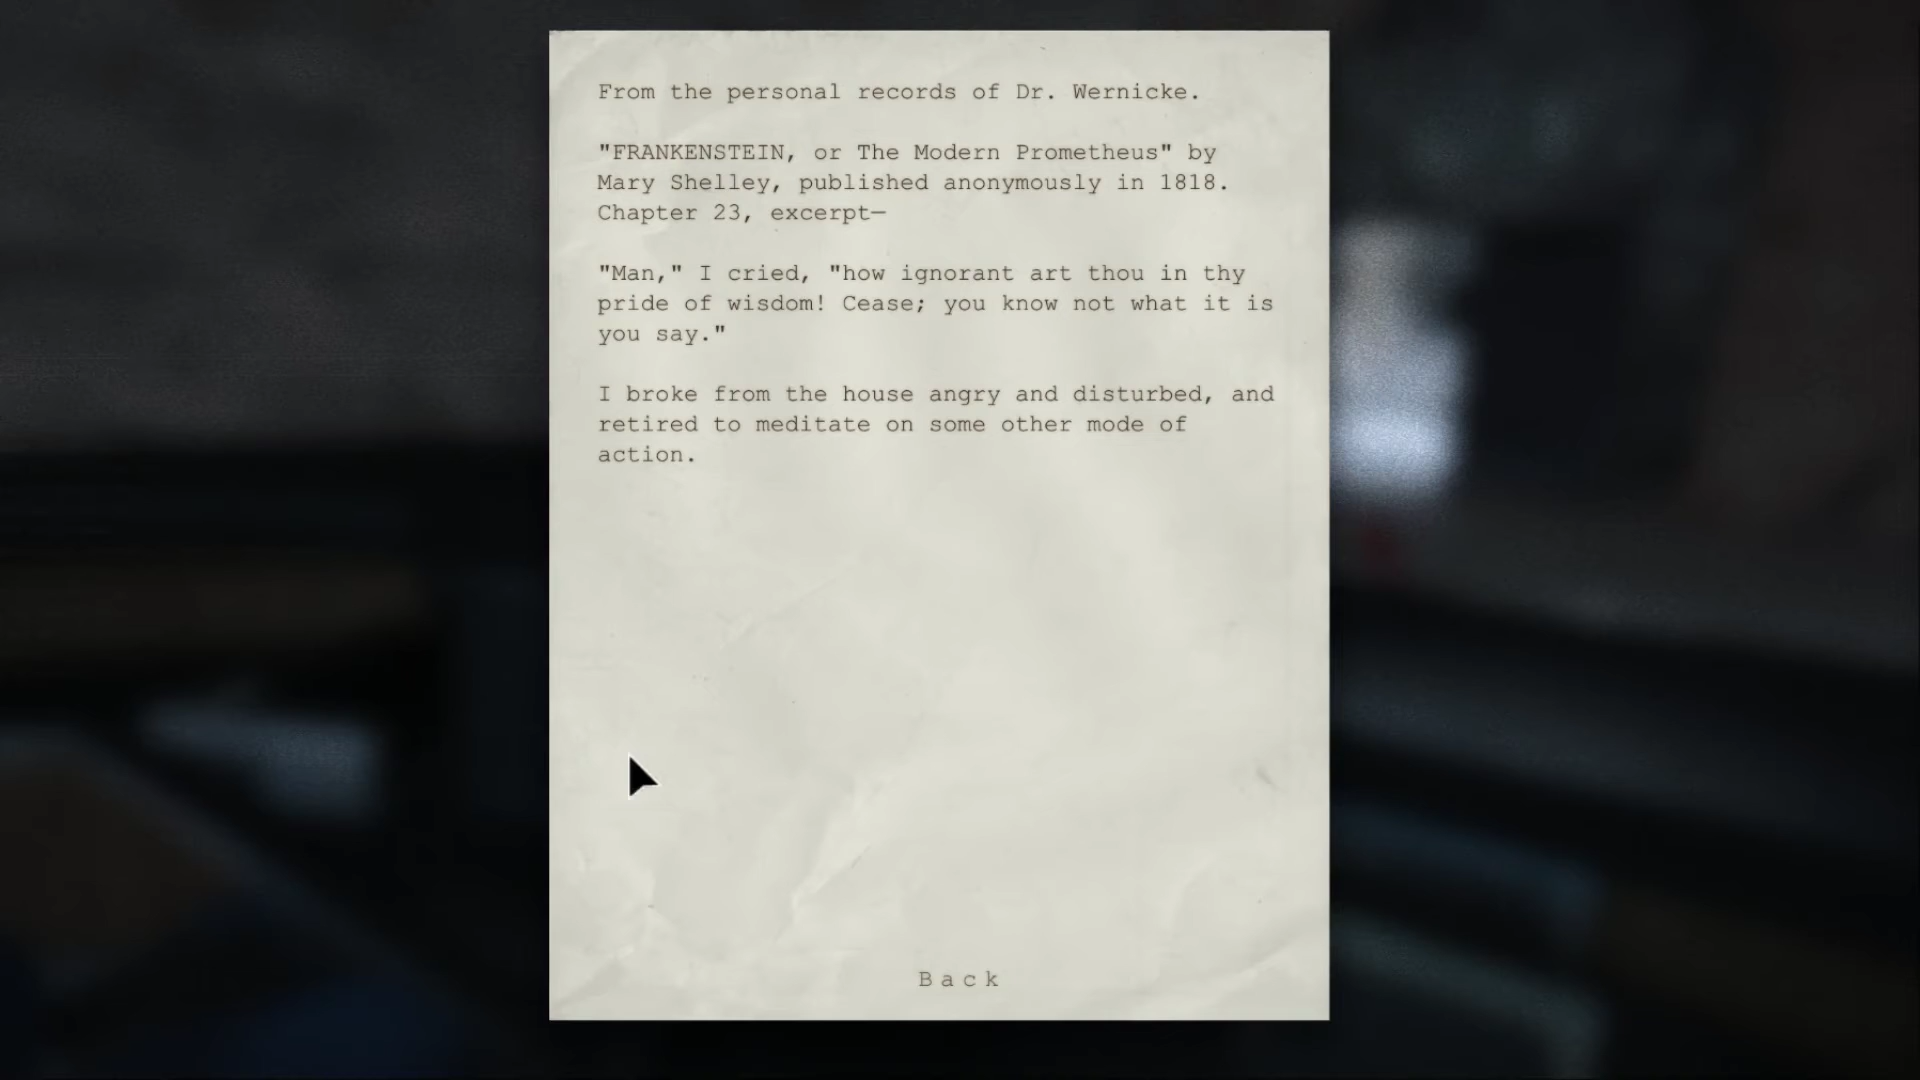 From the personal records of Dr. Wernicke.
"FRANKENSTEIN, or The Modern Prometheus" by
Mary Shelley, published anonymously in 1818.
Chapter 23, excerpt—
"Man," I cried, "how ignorant art thou in thy
pride of wisdom! Cease; you know not what it is
you say."
I broke from the house angry and disturbed, and
retired to meditate on some other mode of
action.
Back